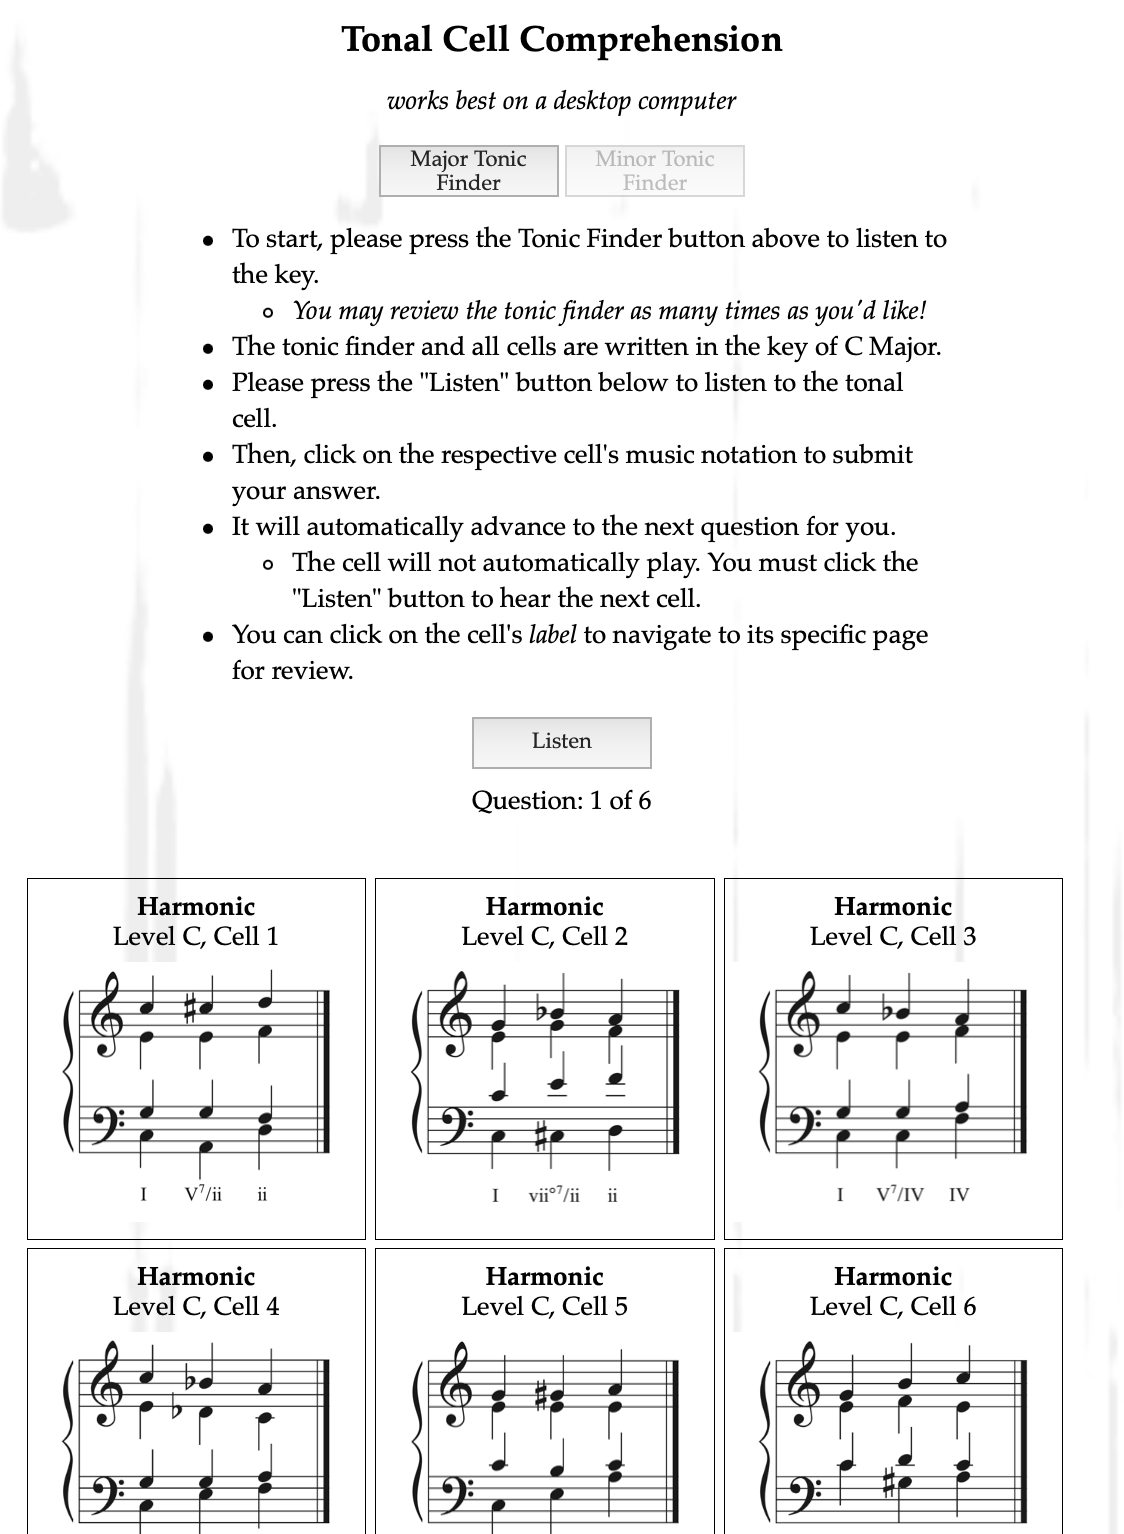 Tonal Cell Comprehension
works best on a desktop computer
Major Tonic
Finder
Minor Tonic
Finder
• To start, please press the Tonic Finder button above to listen to
the key.
◦ You may review the tonic finder as many times as you'd like!
• The tonic finder and all cells are written in the key of C Major.
• Please press the "Listen" button below to listen to the tonal
cell.
• Then, click on the respective cell's music notation to submit
your answer.
• It will automatically advance to the next question for you.
◦ The cell will not automatically play. You must click the
"Listen" button to hear the next cell.
• You can click on the cell's label to navigate to its specific page
for review.
Listen
Question: 1 of 6
Harmonic
Level C, Cell 1
I V⁷/ii ii
Harmonic
Level C, Cell 2
I vii°⁷/ii ii
Harmonic
Level C, Cell 3
I V⁷/IV IV
Harmonic
Level C, Cell 4
Harmonic
Level C, Cell 5
Harmonic
Level C, Cell 6